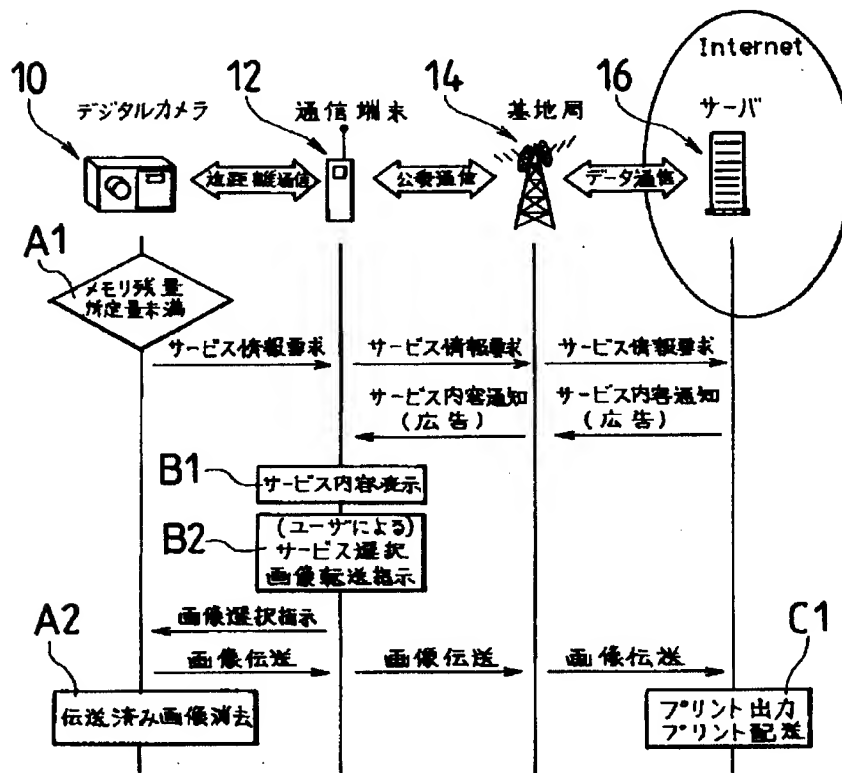 Internet
10
デジタルカメラ
12
通信端末
14
基地局
16
サーバ
近距離通信
公衆通信
データ通信
A1
メモリ残量
所定量未満
サービス情報要求
サービス情報要求
サービス情報要求
サービス内容通知
(広告)
サービス内容通知
(広告)
B1
サービス内容表示
B2
(ユーザによる)
サービス選択
画像転送指示
画像選択指示
A2
画像伝送
画像伝送
画像伝送
C1
伝送済み画像消去
プリント出力
プリント配送